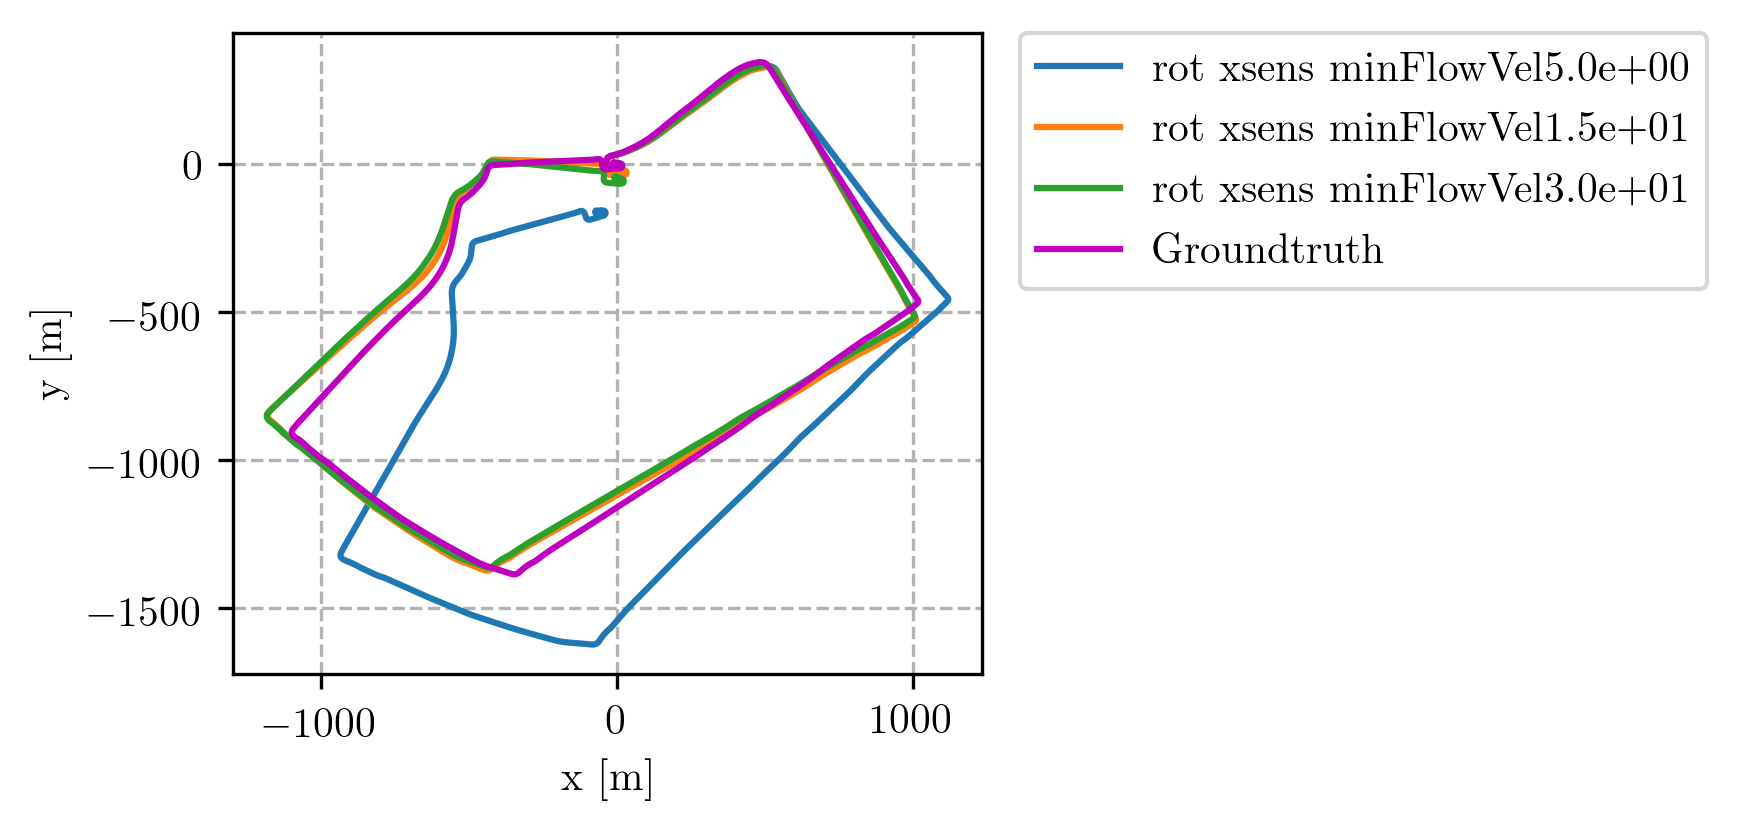 0
−500
−1000
−1500
y [m]
−1000
0
1000
x [m]
rot xsens minFlowVel5.0e+00
rot xsens minFlowVel1.5e+01
rot xsens minFlowVel3.0e+01
Groundtruth